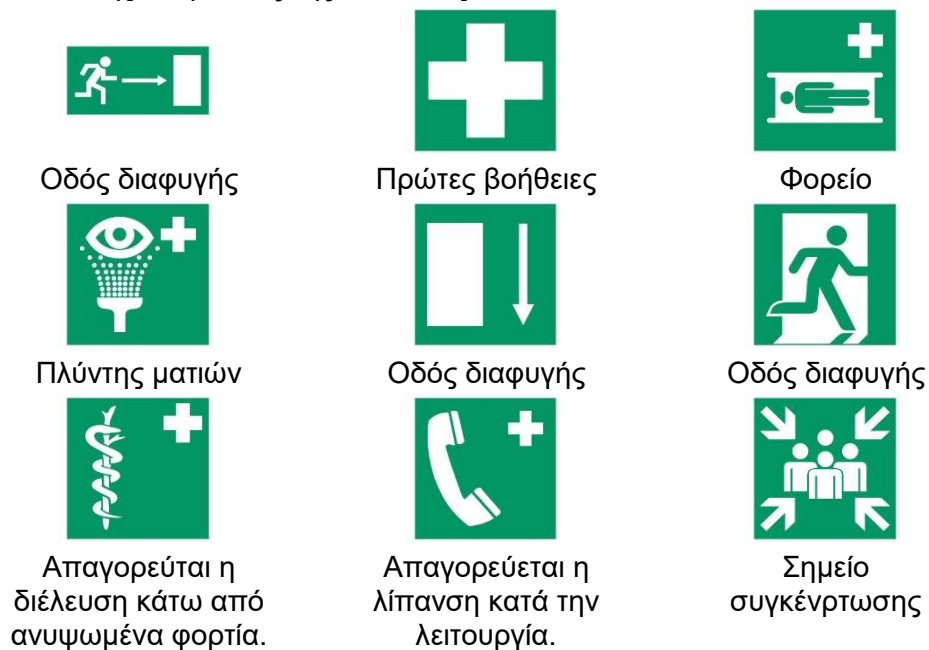 Οδός διαφυγής
Πρώτες βοήθειες
Φορείο
Πλύντης ματιών
Οδός διαφυγής
Οδός διαφυγής
Απαγορεύται η
διέλευση κάτω από
ανυψωμένα φορτία.
Απαγορεύεται η
λίπανση κατά την
λειτουργία.
Σημείο
συγκένρτωσης